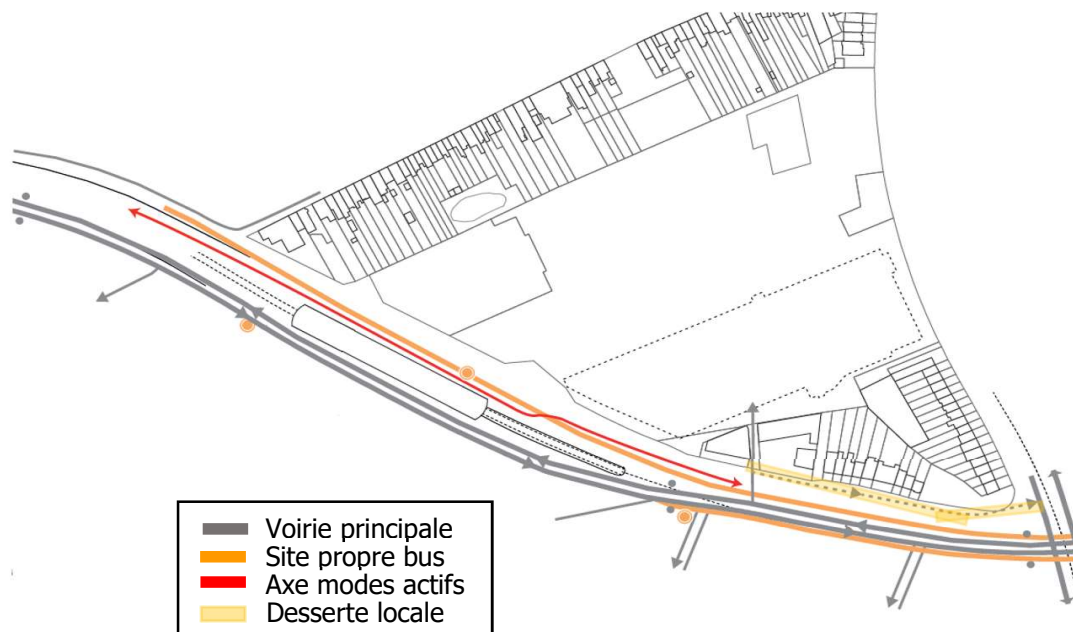 Voirie principale
Site propre bus
Axe modes actifs
Desserte locale